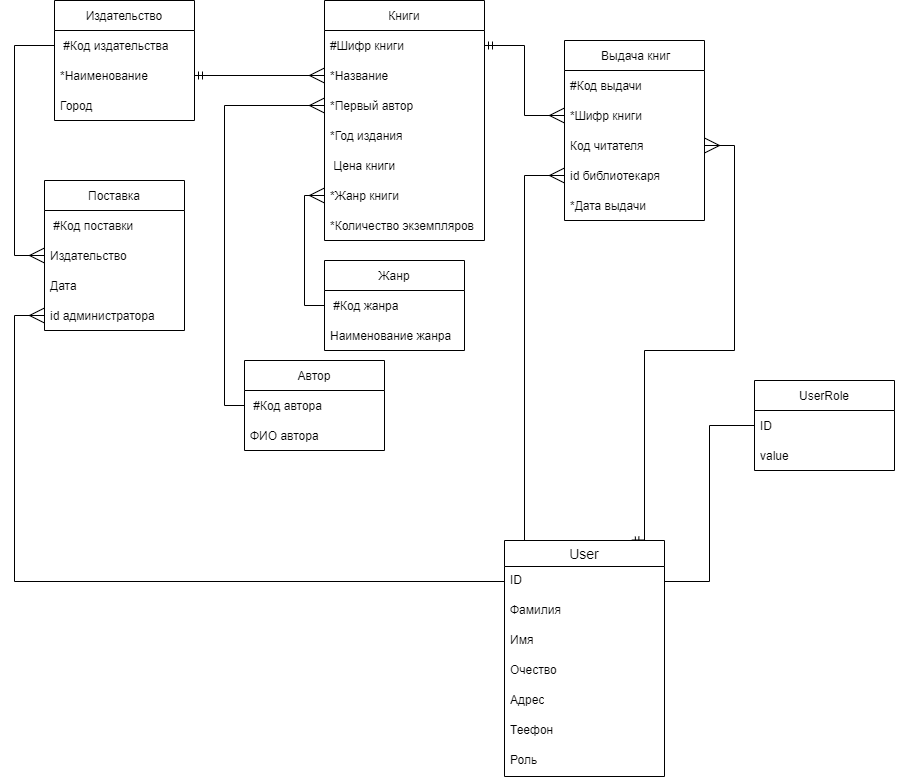 Издательство
#Код издательства
*Наименование
Город
Книги
#Шифр книги
*Название
*Первый автор
*Год издания
Цена книги
*Жанр книги
*Количество экземпляров
Выдача книг
#Код выдачи
*Шифр книги
Код читателя
id библиотекаря
*Дата выдачи
Поставка
#Код поставки
Издательство
Дата
id администратора
Жанр
#Код жанра
Наименование жанра
Автор
#Код автора
ФИО автора
UserRole
ID
value
User
ID
Фамилия
Имя
Очество
Адрес
Теефон
Роль